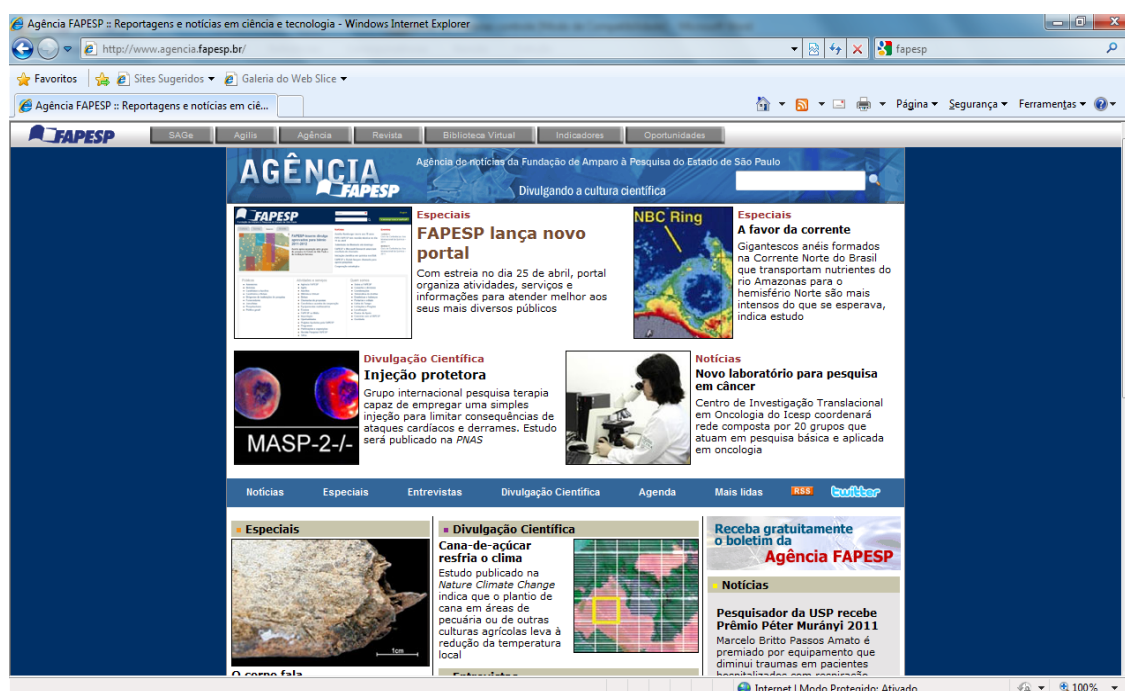 Agência FAPESP :: Reportagens e notícias em ciência e tecnologia - Windows Internet Explorer
http://www.agencia.fapesp.br/
fapesp
Favoritos
Sites Sugeridos
Galeria do Web Slice
Agência FAPESP :: Reportagens e notícias em ciê...
Página
Segurança
Ferramentas
FAPESP
SAGe
Agilis
Agência
Revista
Biblioteca Virtual
Indicadores
Oportunidades
AGÊNCIA
FAPESP
Agência de notícias da Fundação de Amparo à Pesquisa do Estado de São Paulo
Divulgando a cultura científica
FAPESP
Especiais
FAPESP lança novo
portal
Com estreia no dia 25 de abril, portal
organiza atividades, serviços e
informações para atender melhor aos
seus mais diversos públicos
NBC Ring
Especiais
A favor da corrente
Gigantescos anéis formados
na Corrente Norte do Brasil
que transportam nutrientes do
rio Amazonas para o
hemisfério Norte são mais
intensos do que se esperava,
indica estudo
MASP-2-/-
Divulgação Científica
Injeção protetora
Grupo internacional pesquisa terapia
capaz de empregar uma simples
injeção para limitar consequências de
ataques cardíacos e derrames. Estudo
será publicado na PNAS
Notícias
Novo laboratório para pesquisa
em câncer
Centro de Investigação Translacional
em Oncologia do Icesp coordenará
rede composta por 20 grupos que
atuam em pesquisa básica e aplicada
em oncologia
Notícias
Especiais
Entrevistas
Divulgação Científica
Agenda
Mais lidas
RSS
twitter
Especiais
1cm
O corpo fala
Divulgação Científica
Cana-de-açúcar
resfria o clima
Estudo publicado na
Nature Climate Change
indica que o plantio de
cana em áreas de
pecuária ou de outras
culturas agrícolas leva à
redução da temperatura
local
Entrevistas
Receba gratuitamente
o boletim da
Agência FAPESP
Notícias
Pesquisador da USP recebe
Prêmio Péter Murányi 2011
Marcelo Britto Passos Amato é
premiado por equipamento que
diminui traumas em pacientes
hospitalizados com respiração
Internet | Modo Protegido: Ativado
100%